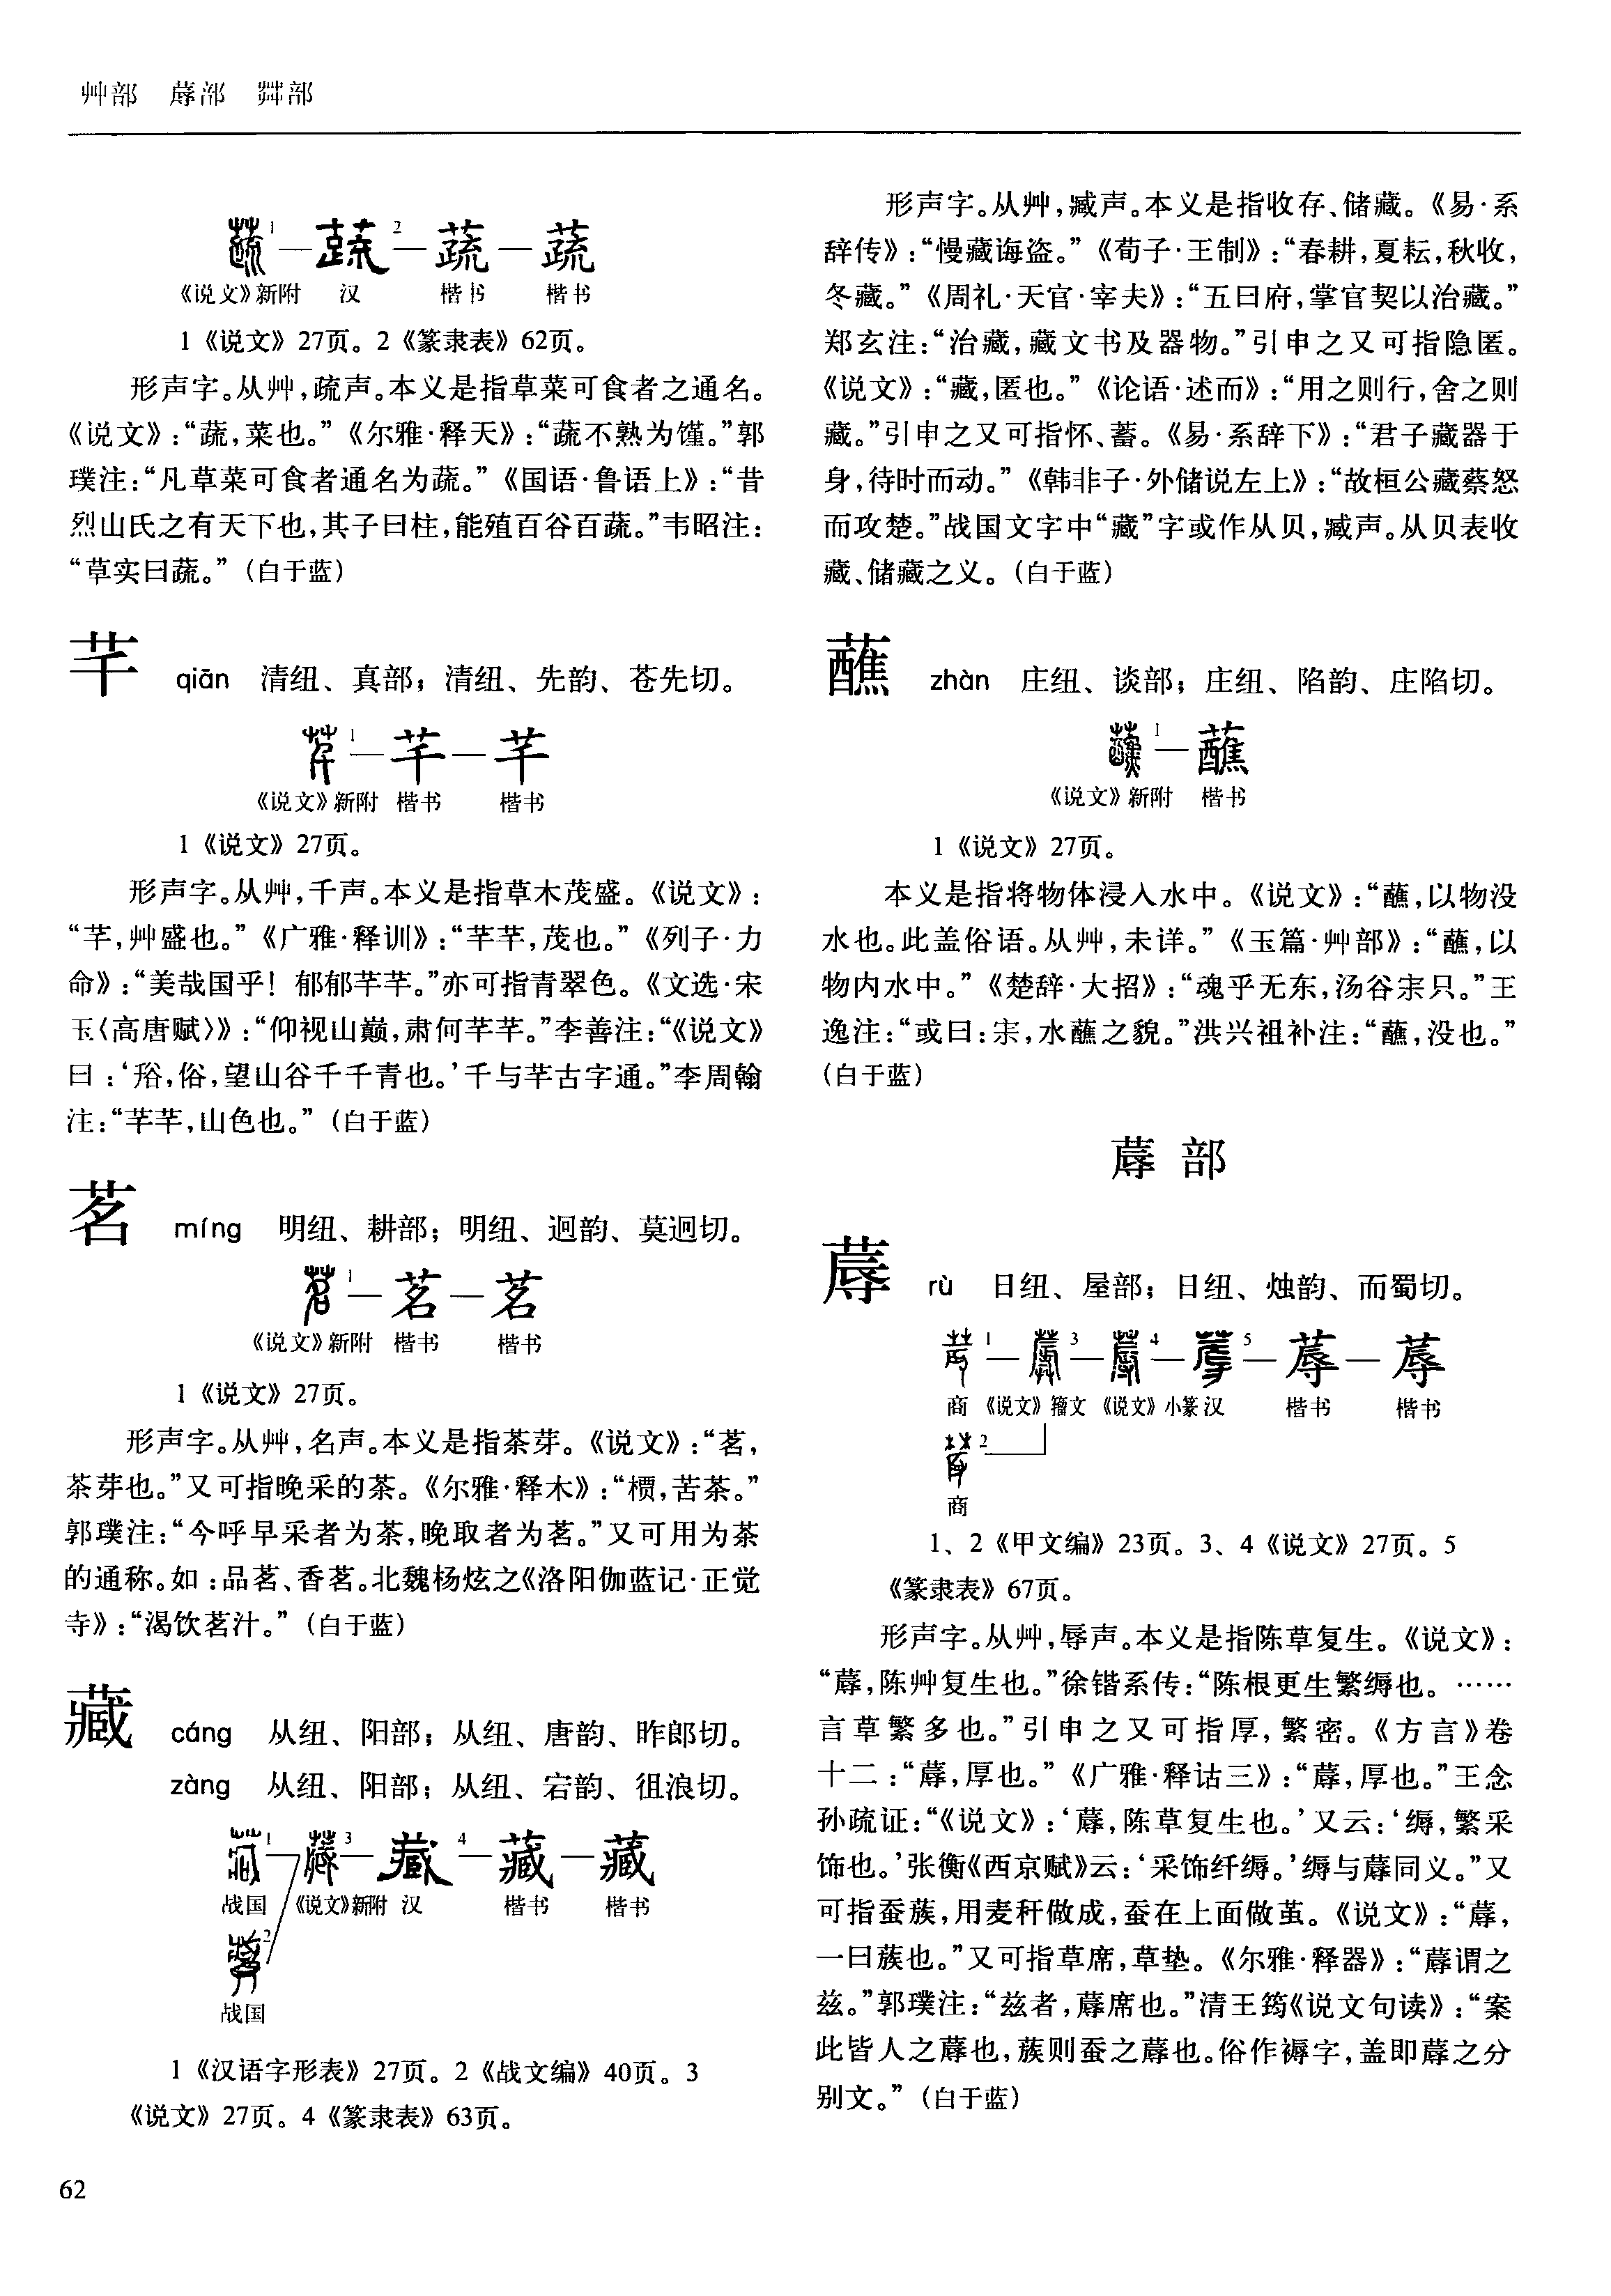 艸部　蓐部　茻部
蔬1—蔬2—蔬—蔬
《说文》新附　汉　楷书　楷书
1《说文》27页。2《篆隶表》62页。
形声字。从艸，疏声。本义是指草菜可食者之通名。
《说文》：“蔬，菜也。”《尔雅·释天》：“蔬不熟为馑。”郭
璞注：“凡草菜可食者通名为蔬。”《国语·鲁语上》：“昔
烈山氏之有天下也，其子曰柱，能殖百谷百蔬。”韦昭注：
“草实曰蔬。”（白于蓝）
芊　qiān　清纽、真部；清纽、先韵、苍先切。
芊1—芊—芊
《说文》新附　楷书　楷书
1《说文》27页。
形声字。从艸，千声。本义是指草木茂盛。《说文》：
“芊，艸盛也。”《广雅·释训》：“芊芊，茂也。”《列子·力
命》：“美哉国乎！郁郁芊芊。”亦可指青翠色。《文选·宋
玉〈高唐赋〉》：“仰视山巅，肃何芊芊。”李善注：“《说文》
曰：‘谸，俗，望山谷千千青也。’千与芊古字通。”李周翰
注：“芊芊，山色也。”（白于蓝）
茗　míng　明纽、耕部；明纽、迥韵、莫迥切。
茗1—茗—茗
《说文》新附　楷书　楷书
1《说文》27页。
形声字。从艸，名声。本义是指茶芽。《说文》：“茗，
茶芽也。”又可指晚采的茶。《尔雅·释木》：“槚，苦荼。”
郭璞注：“今呼早采者为茶，晚取者为茗。”又可用为茶
的通称。如：品茗、香茗。北魏杨炫之《洛阳伽蓝记·正觉
寺》：“渴饮茗汁。”（白于蓝）
藏　cáng　从纽、阳部；从纽、唐韵、昨郎切。
zàng　从纽、阳部；从纽、宕韵、徂浪切。
藏1—藏3—藏4—藏—藏
战国　《说文》新附　汉　楷书　楷书
藏2
战国
1《汉语字形表》27页。2《战文编》40页。3
《说文》27页。4《篆隶表》63页。
形声字。从艸，臧声。本义是指收存、储藏。《易·系
辞传》：“慢藏诲盗。”《荀子·王制》：“春耕，夏耘，秋收，
冬藏。”《周礼·天官·宰夫》：“五曰府，掌官契以治藏。”
郑玄注：“治藏，藏文书及器物。”引申之又可指隐匿。
《说文》：“藏，匿也。”《论语·述而》：“用之则行，舍之则
藏。”引申之又可指怀、蓄。《易·系辞下》：“君子藏器于
身，待时而动。”《韩非子·外储说左上》：“故桓公藏蔡怒
而攻楚。”战国文字中“藏”字或作从贝，臧声。从贝表收
藏、储藏之义。（白于蓝）
蘸　zhàn　庄纽、谈部；庄纽、陷韵、庄陷切。
蘸1—蘸
《说文》新附　楷书
1《说文》27页。
本义是指将物体浸入水中。《说文》：“蘸，以物没
水也。此盖俗语。从艸，未详。”《玉篇·艸部》：“蘸，以
物内水中。”《楚辞·大招》：“魂乎无东，汤谷宗只。”王
逸注：“或曰：宗，水蘸之貌。”洪兴祖补注：“蘸，没也。”
（白于蓝）
蓐部
蓐　rù　日纽、屋部；日纽、烛韵、而蜀切。
蓐1—蓐3—蓐4—蓐5—蓐—蓐
商　《说文》籀文　《说文》小篆　汉　楷书　楷书
蓐2
商
1、2《甲文编》23页。3、4《说文》27页。5
《篆隶表》67页。
形声字。从艸，辱声。本义是指陈草复生。《说文》：
“蓐，陈艸复生也。”徐锴系传：“陈根更生繁缛也。……
言草繁多也。”引申之又可指厚，繁密。《方言》卷
十二：“蓐，厚也。”《广雅·释诂三》：“蓐，厚也。”王念
孙疏证：“《说文》：‘蓐，陈草复生也。’又云：‘缛，繁采
饰也。’张衡《西京赋》云：‘采饰纤缛。’缛与蓐同义。”又
可指蚕蔟，用麦秆做成，蚕在上面做茧。《说文》：“蓐，
一曰蔟也。”又可指草席，草垫。《尔雅·释器》：“蓐谓之
兹。”郭璞注：“兹者，蓐席也。”清王筠《说文句读》：“案
此皆人之蓐也，蔟则蚕之蓐也。俗作褥字，盖即蓐之分
别文。”（白于蓝）
62